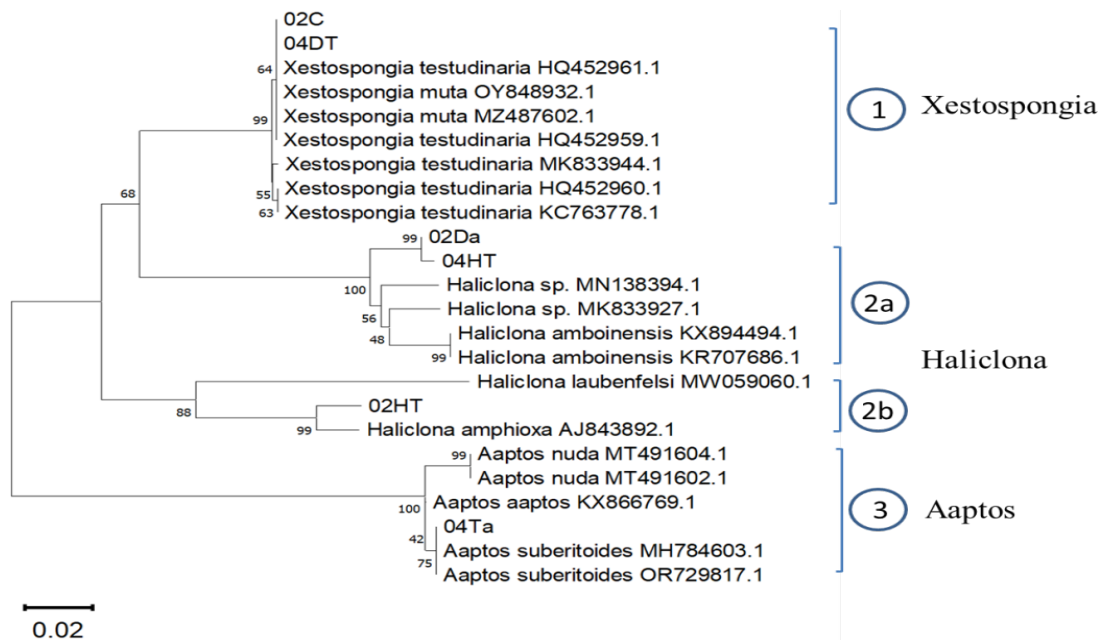 02C
04DT
64
Xestospongia testudinaria HQ452961.1
Xestospongia muta OY848932.1
1
Xestospongia
99
Xestospongia muta MZ487602.1
Xestospongia testudinaria HQ452959.1
Xestospongia testudinaria MK833944.1
68
55
Xestospongia testudinaria HQ452960.1
63
Xestospongia testudinaria KC763778.1
99
02Da
04HT
100
Haliclona sp. MN138394.1
2a
56
Haliclona sp. MK833927.1
48
Haliclona amboinensis KX894494.1
99
Haliclona amboinensis KR707686.1
Haliclona
Haliclona laubenfelsi MW059060.1
88
02HT
2b
99
Haliclona amphioxa AJ843892.1
99
Aaptos nuda MT491604.1
Aaptos nuda MT491602.1
100
Aaptos aaptos KX866769.1
3
Aaptos
04Ta
42
Aaptos suberitoides MH784603.1
75
Aaptos suberitoides OR729817.1
0.02